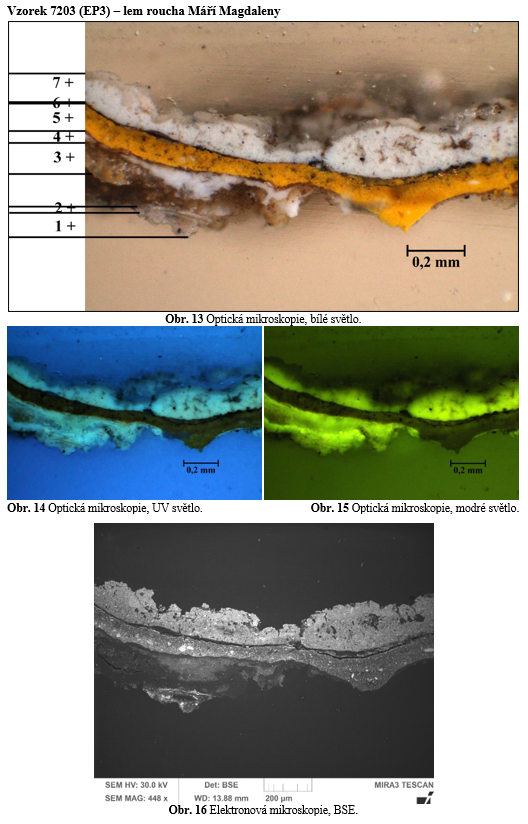 Vzorek 7203 (EP3) – lem roucha Máří Magdaleny
7 +
6 +
5 +
4 +
3 +
2 +
1 +
0,2 mm
Obr. 13 Optická mikroskopie, bílé světlo.
0,2 mm
0,2 mm
Obr. 14 Optická mikroskopie, UV světlo.
Obr. 15 Optická mikroskopie, modré světlo.
SEM HV: 30.0 kV Det: BSE MIRA3 TESCAN
SEM MAG: 448 x WD: 13.88 mm 200 µm
Obr. 16 Elektronová mikroskopie, BSE.